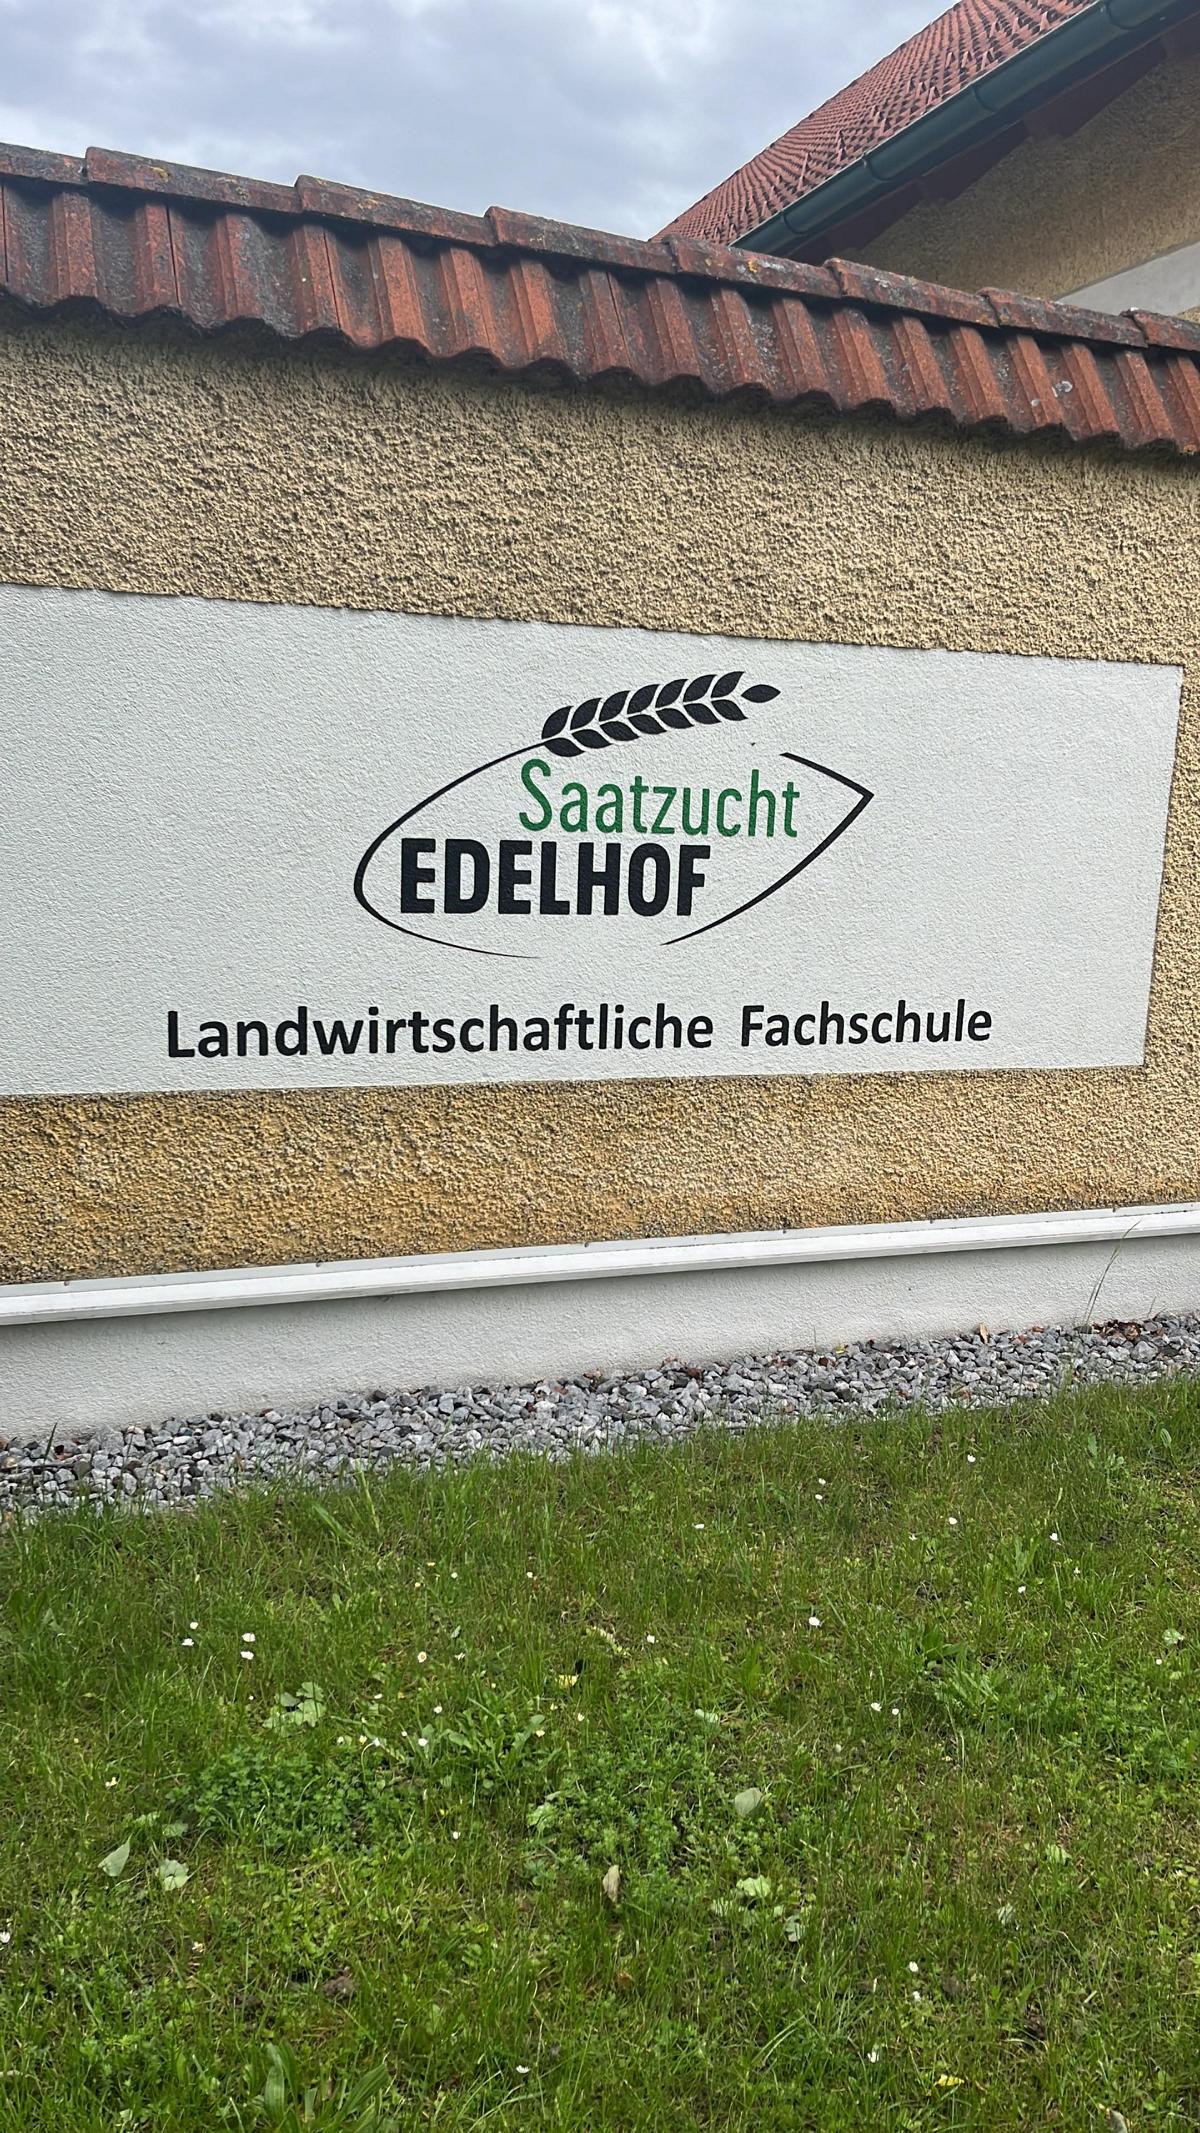 Saatzucht
EDELHOF
Landwirtschaftliche Fachschule